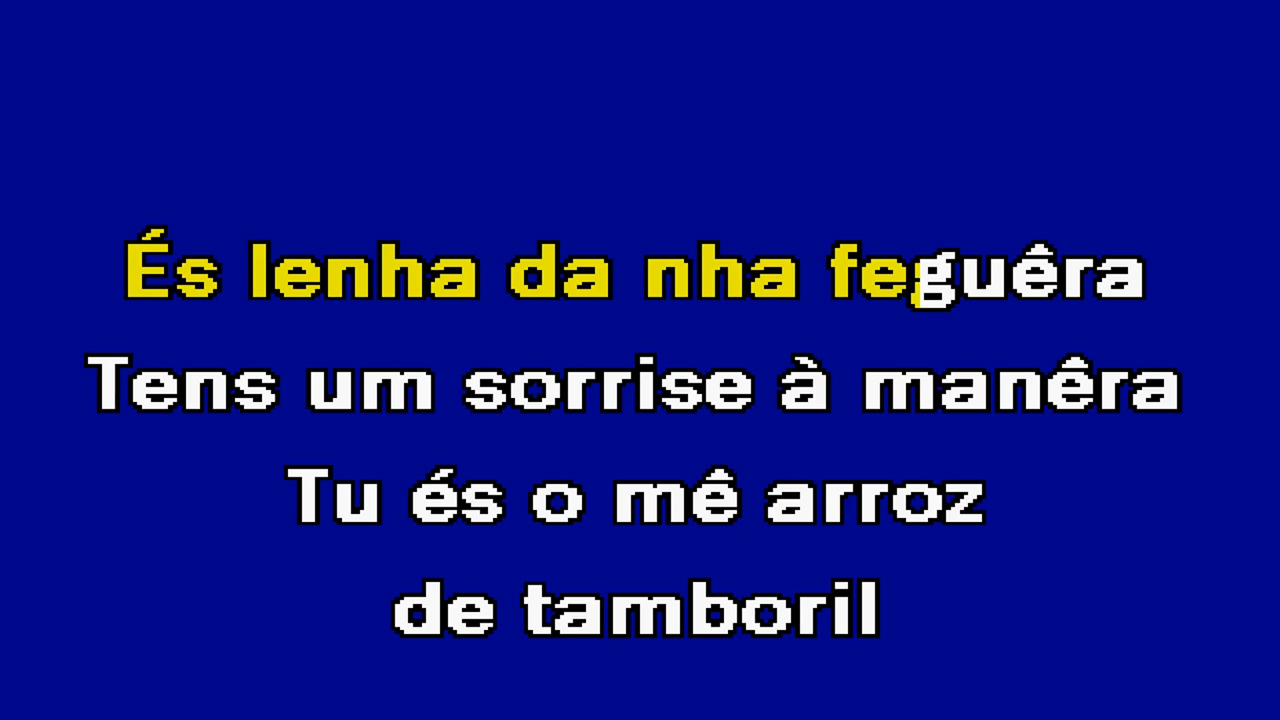 És lenha da nha feguêra
Tens um sorrise à manêra
Tu és o mê arroz
de tamboril